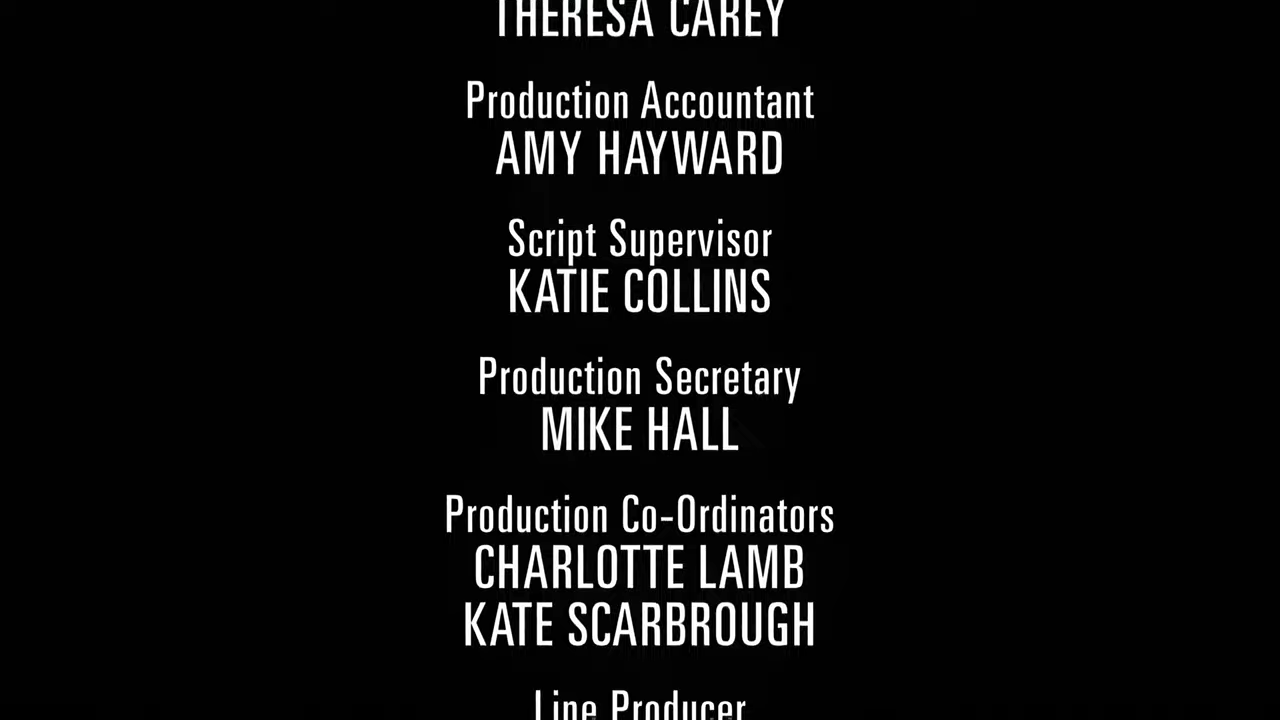 THERESA CAREY
Production Accountant
AMY HAYWARD
Script Supervisor
KATIE COLLINS
Production Secretary
MIKE HALL
Production Co-Ordinators
CHARLOTTE LAMB
KATE SCARBROUGH
Line Producer